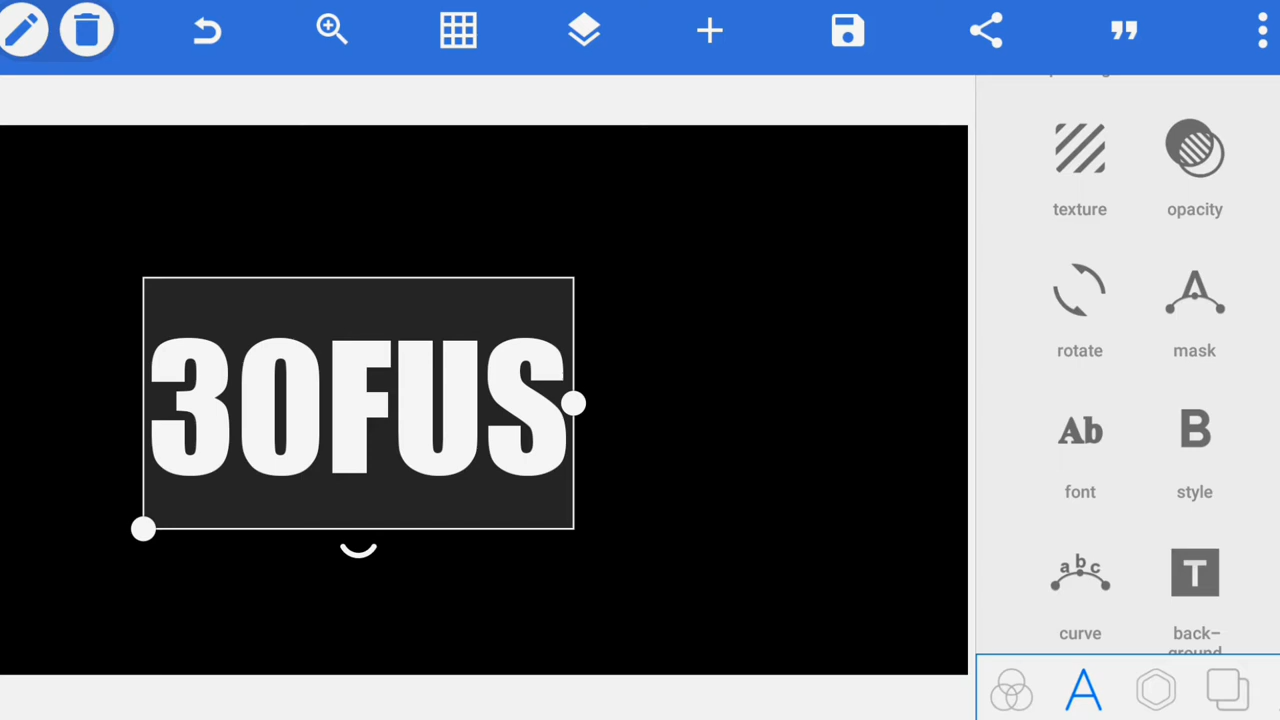 texture opacity
30FUS
rotate mask
Ab B
font style
abc T
curve back-
A